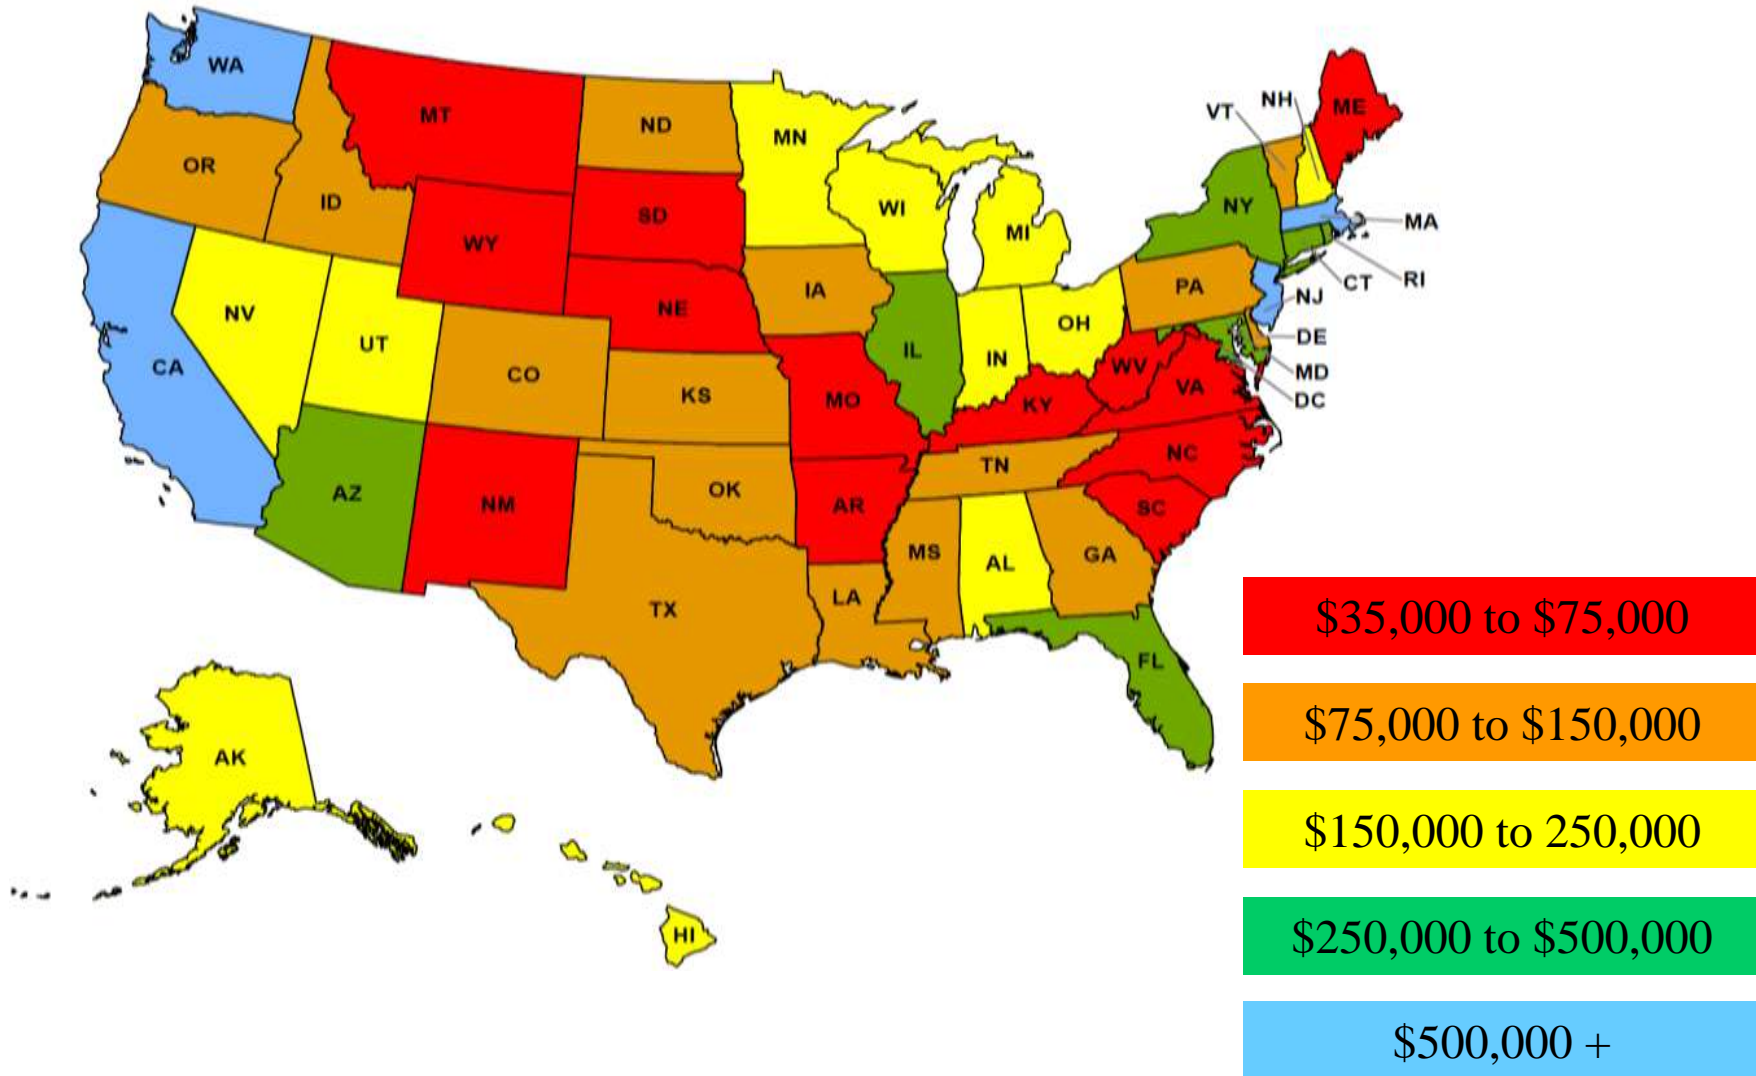 WA
MT
ND
MN
VT
NH
ME
OR
ID
SD
WI
MI
NY
MA
WY
RI
CT
NV
UT
NE
IA
PA
NJ
OH
DE
CA
CO
KS
IL
IN
WV
MD
MO
KY
VA
DC
AZ
NM
OK
TN
NC
AR
SC
MS
AL
GA
TX
LA
FL
AK
HI
$35,000 to $75,000
$75,000 to $150,000
$150,000 to 250,000
$250,000 to $500,000
$500,000 +